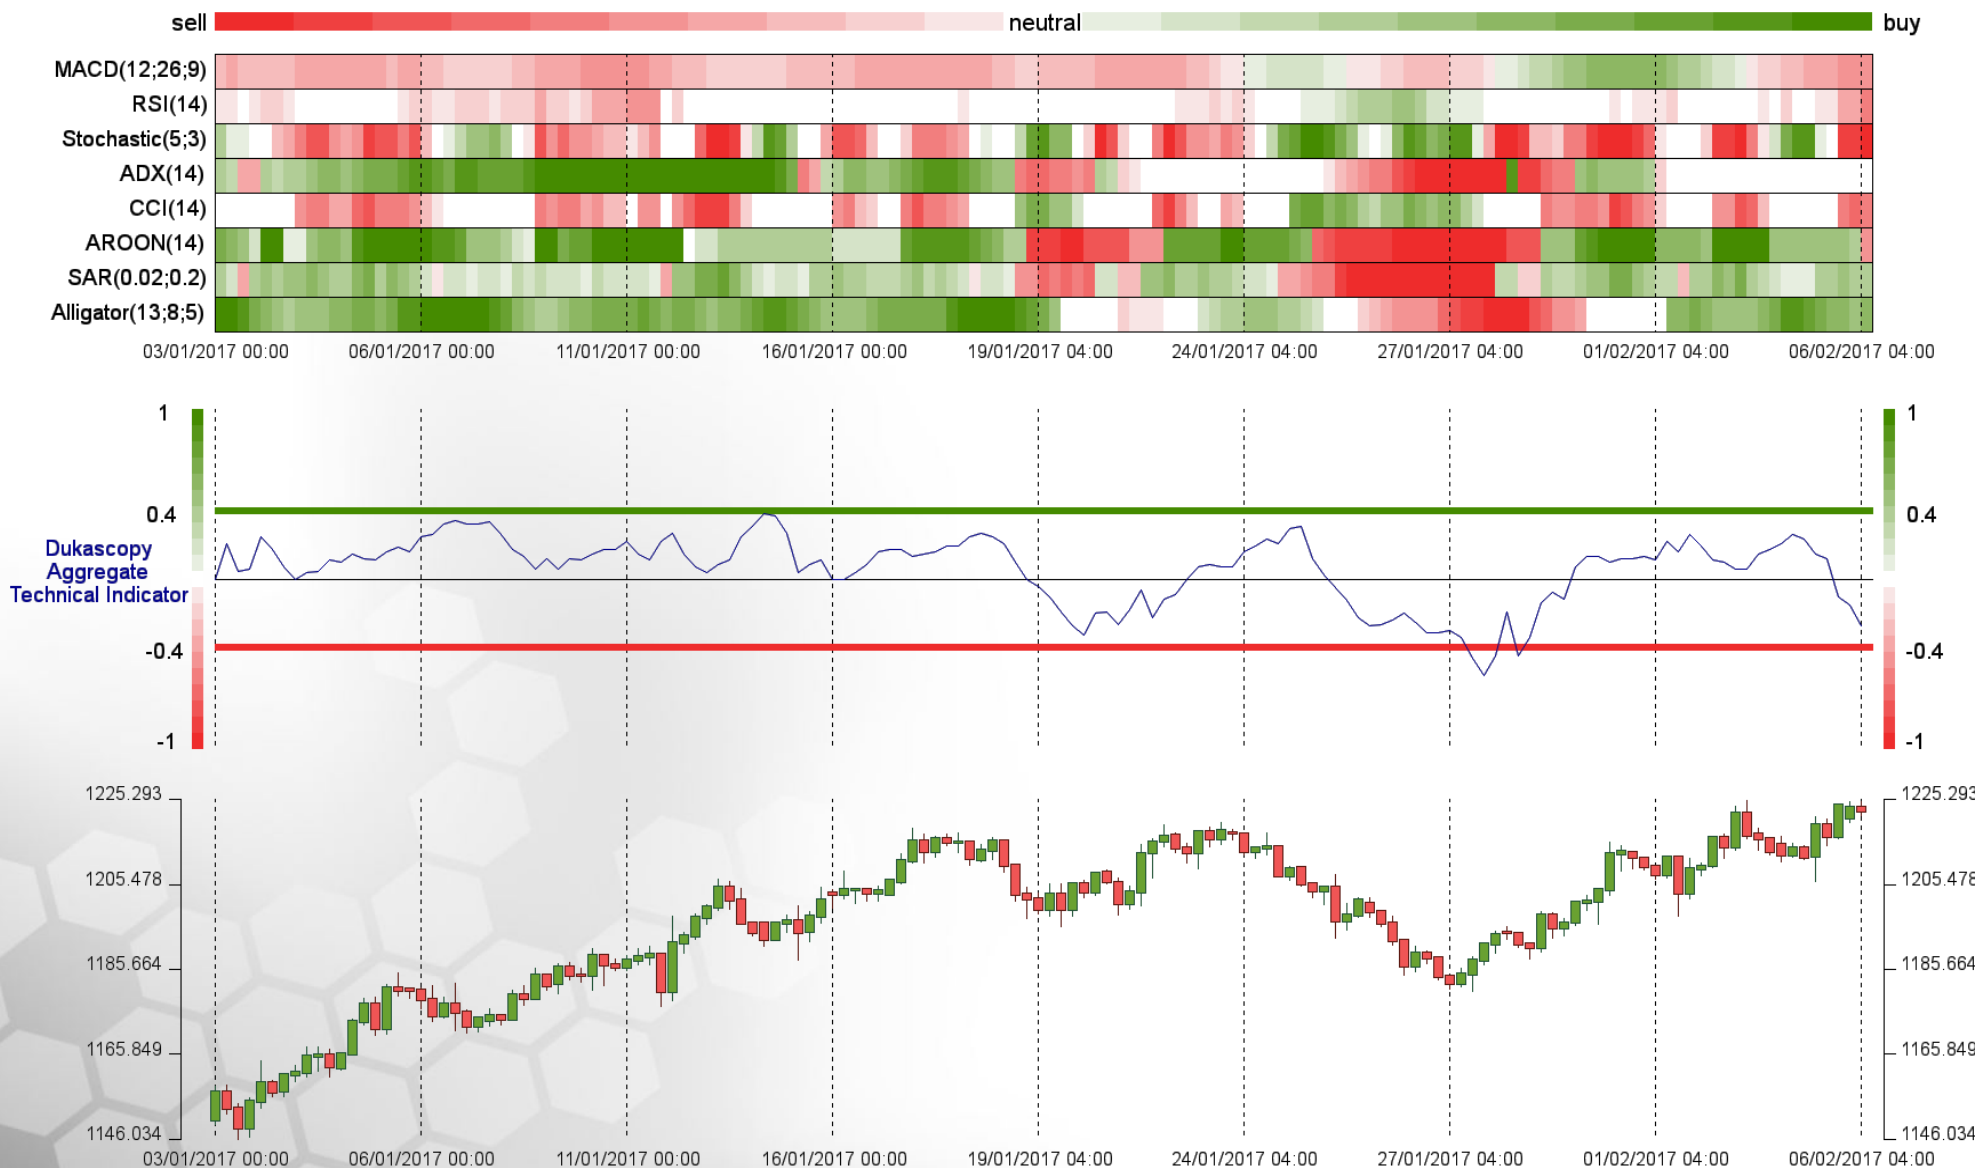 sell neutral buy
MACD(12;26;9)
RSI(14)
Stochastic(5;3)
ADX(14)
CCI(14)
AROON(14)
SAR(0.02;0.2)
Alligator(13;8;5)
03/01/2017 00:00 06/01/2017 00:00 11/01/2017 00:00 16/01/2017 00:00 19/01/2017 04:00 24/01/2017 04:00 27/01/2017 04:00 01/02/2017 04:00 06/02/2017 04:00
1 1
0.4 0.4
Dukascopy
Aggregate
Technical Indicator
-0.4 -0.4
-1 -1
1225.293 1225.293
1205.478 1205.478
1185.664 1185.664
1165.849 1165.849
1146.034 1146.034
03/01/2017 00:00 06/01/2017 00:00 11/01/2017 00:00 16/01/2017 00:00 19/01/2017 04:00 24/01/2017 04:00 27/01/2017 04:00 01/02/2017 04:00 06/02/2017 04:00